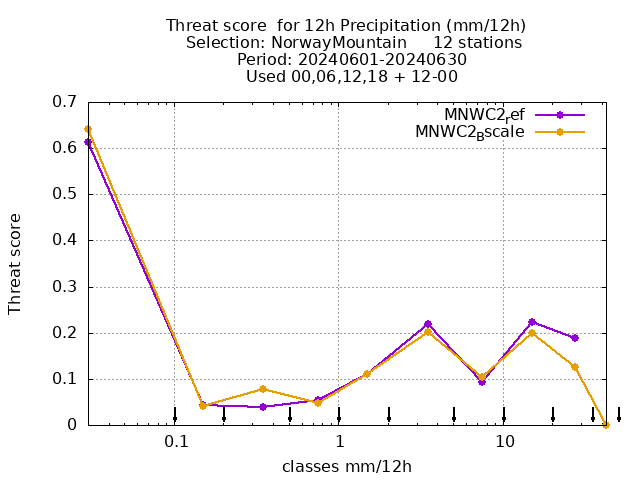 Threat score  for 12h Precipitation (mm/12h)
Selection: NorwayMountain     12 stations
Period: 20240601-20240630
Used 00,06,12,18 + 12-00
MNWC2ref
MNWC2Bscale
0.7
0.6
0.5
0.4
0.3
0.2
0.1
0
Threat score
0.1 1 10
classes mm/12h